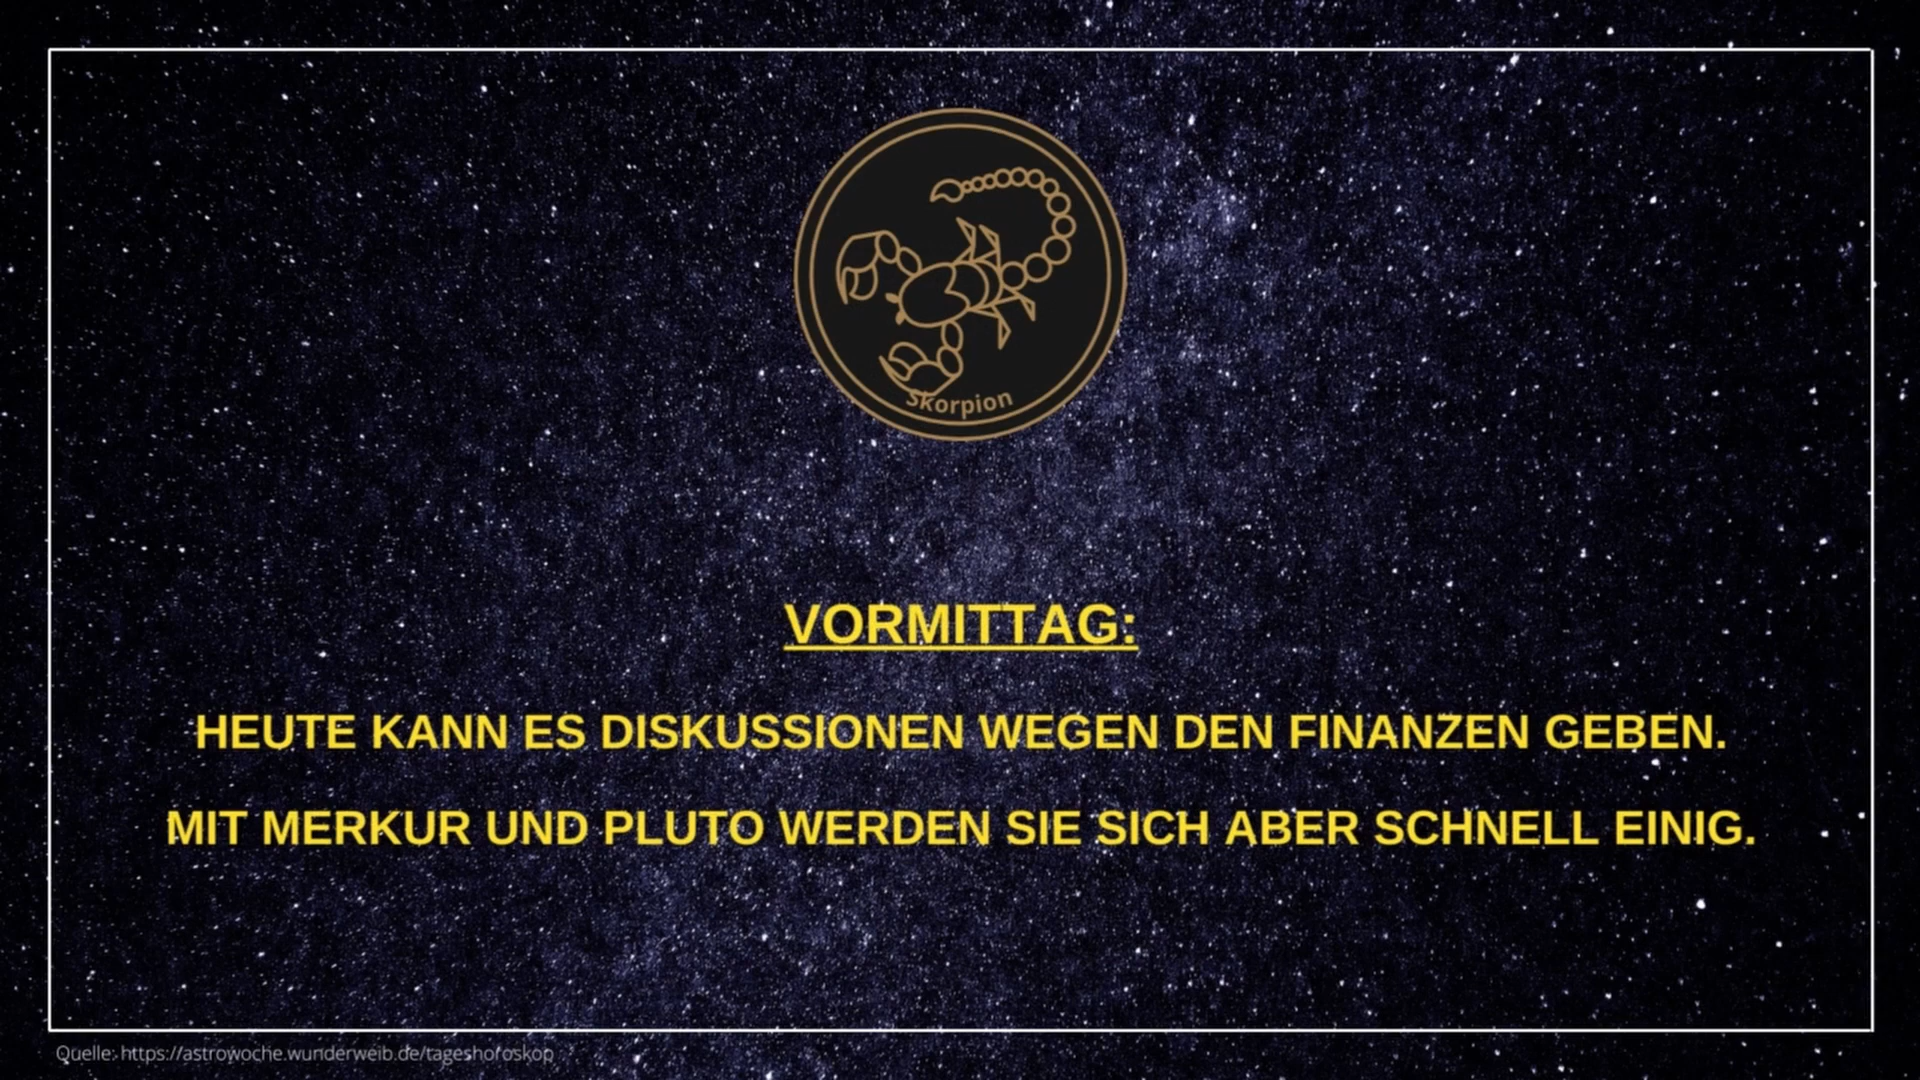 Skorpion
VORMITTAG:
HEUTE KANN ES DISKUSSIONEN WEGEN DEN FINANZEN GEBEN.
MIT MERKUR UND PLUTO WERDEN SIE SICH ABER SCHNELL EINIG.
Quelle: https://astrowoche.wunderweib.de/tageshoroskop